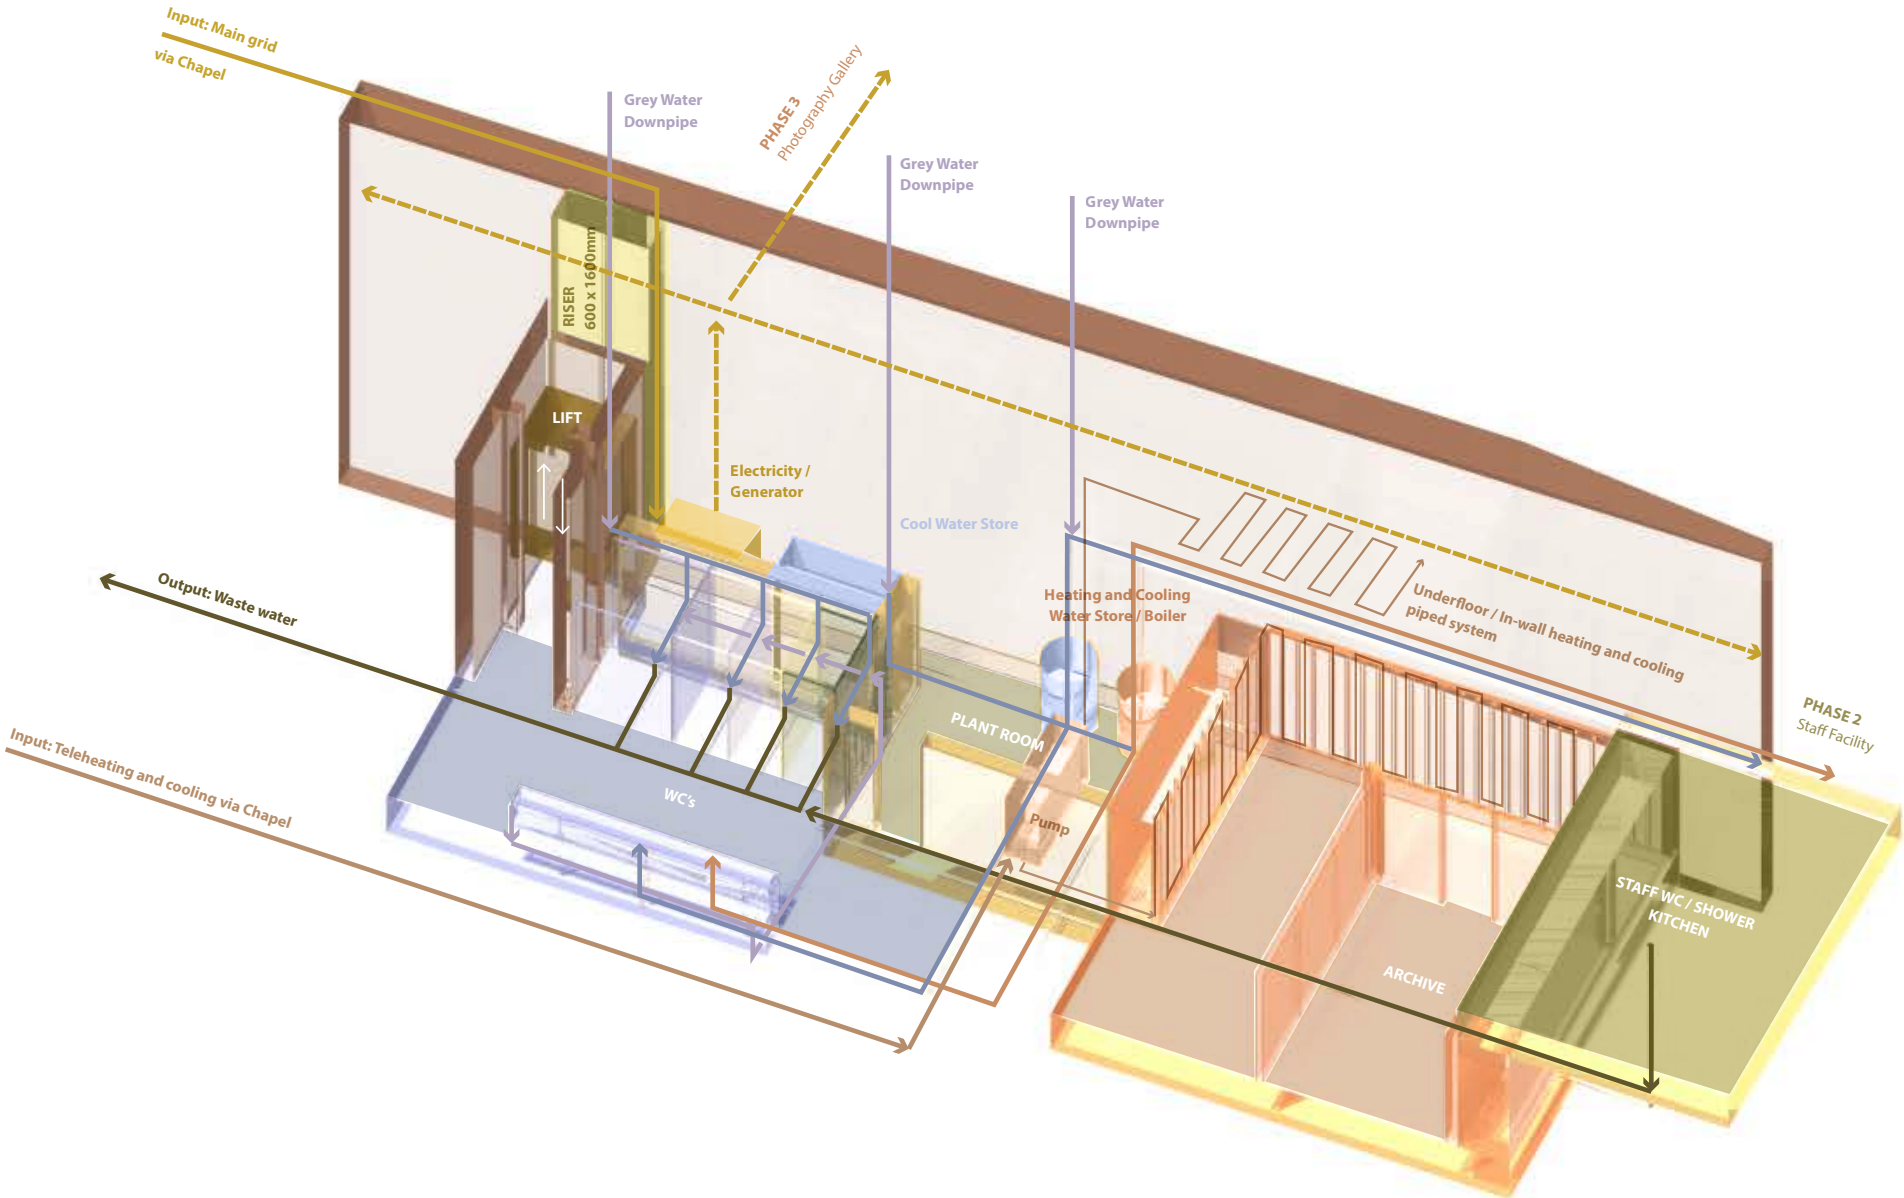 Input: Main grid
via Chapel
Grey Water
Downpipe
PHASE 3
Photography Gallery
Grey Water
Downpipe
Grey Water
Downpipe
RISER
600 x 1600mm
LIFT
Electricity /
Generator
Cool Water Store
Output: Waste water
Heating and Cooling
Water Store / Boiler
Underfloor / In-wall heating and cooling
piped system
PHASE 2
Staff Facility
PLANT ROOM
Input: Teleheating and cooling via Chapel
WC's
Pump
STAFF WC / SHOWER
KITCHEN
ARCHIVE